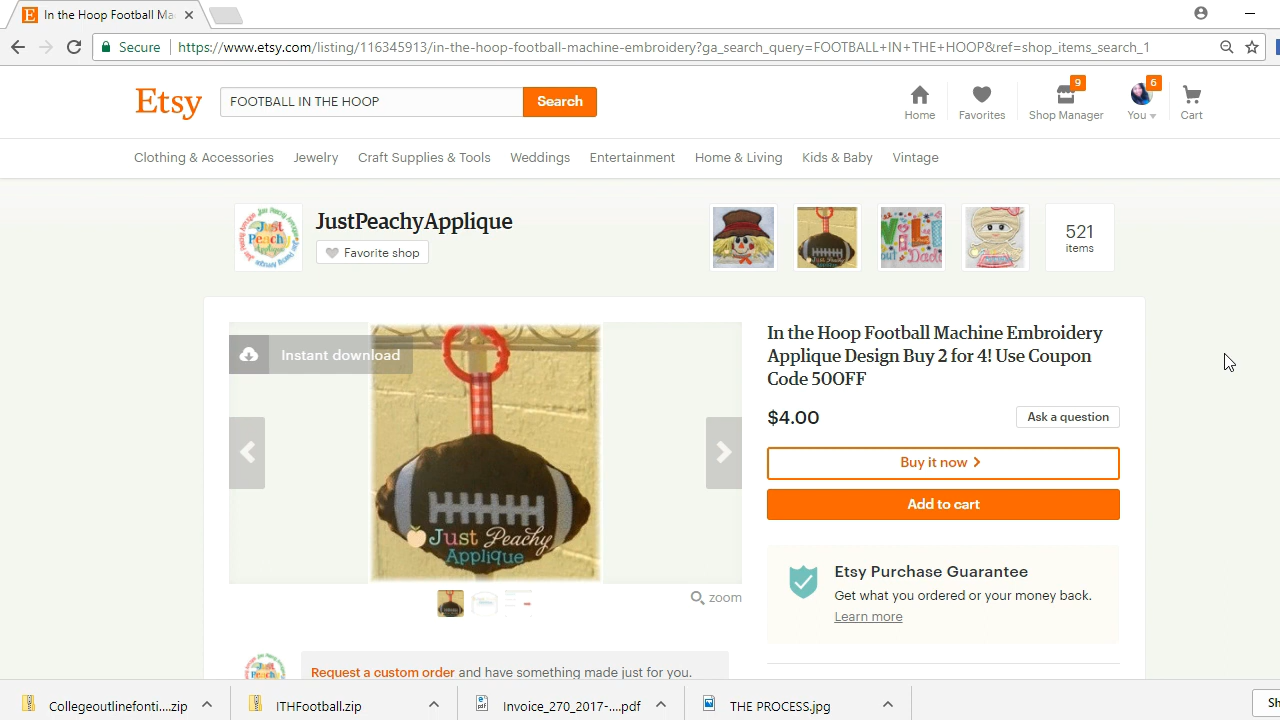 In the Hoop Football Ma
Secure
https://www.etsy.com/listing/116345913/in-the-hoop-football-machine-embroidery?ga_search_query=FOOTBALL+IN+THE+HOOP&ref=shop_items_search_1
Etsy
FOOTBALL IN THE HOOP
Search
Home
Favorites
9
Shop Manager
6
You
Cart
Clothing & Accessories
Jewelry
Craft Supplies & Tools
Weddings
Entertainment
Home & Living
Kids & Baby
Vintage
Just
Peachy
Applique
JustPeachyApplique
Favorite shop
521
items
Instant download
Just Peachy
Applique
zoom
In the Hoop Football Machine Embroidery
Applique Design Buy 2 for 4! Use Coupon
Code 50OFF
$4.00
Ask a question
Buy it now
Add to cart
Etsy Purchase Guarantee
Get what you ordered or your money back.
Learn more
Request a custom order and have something made just for you.
Collegeoutlinefonti....zip
ITHFootball.zip
Invoice_270_2017-....pdf
THE PROCESS.jpg